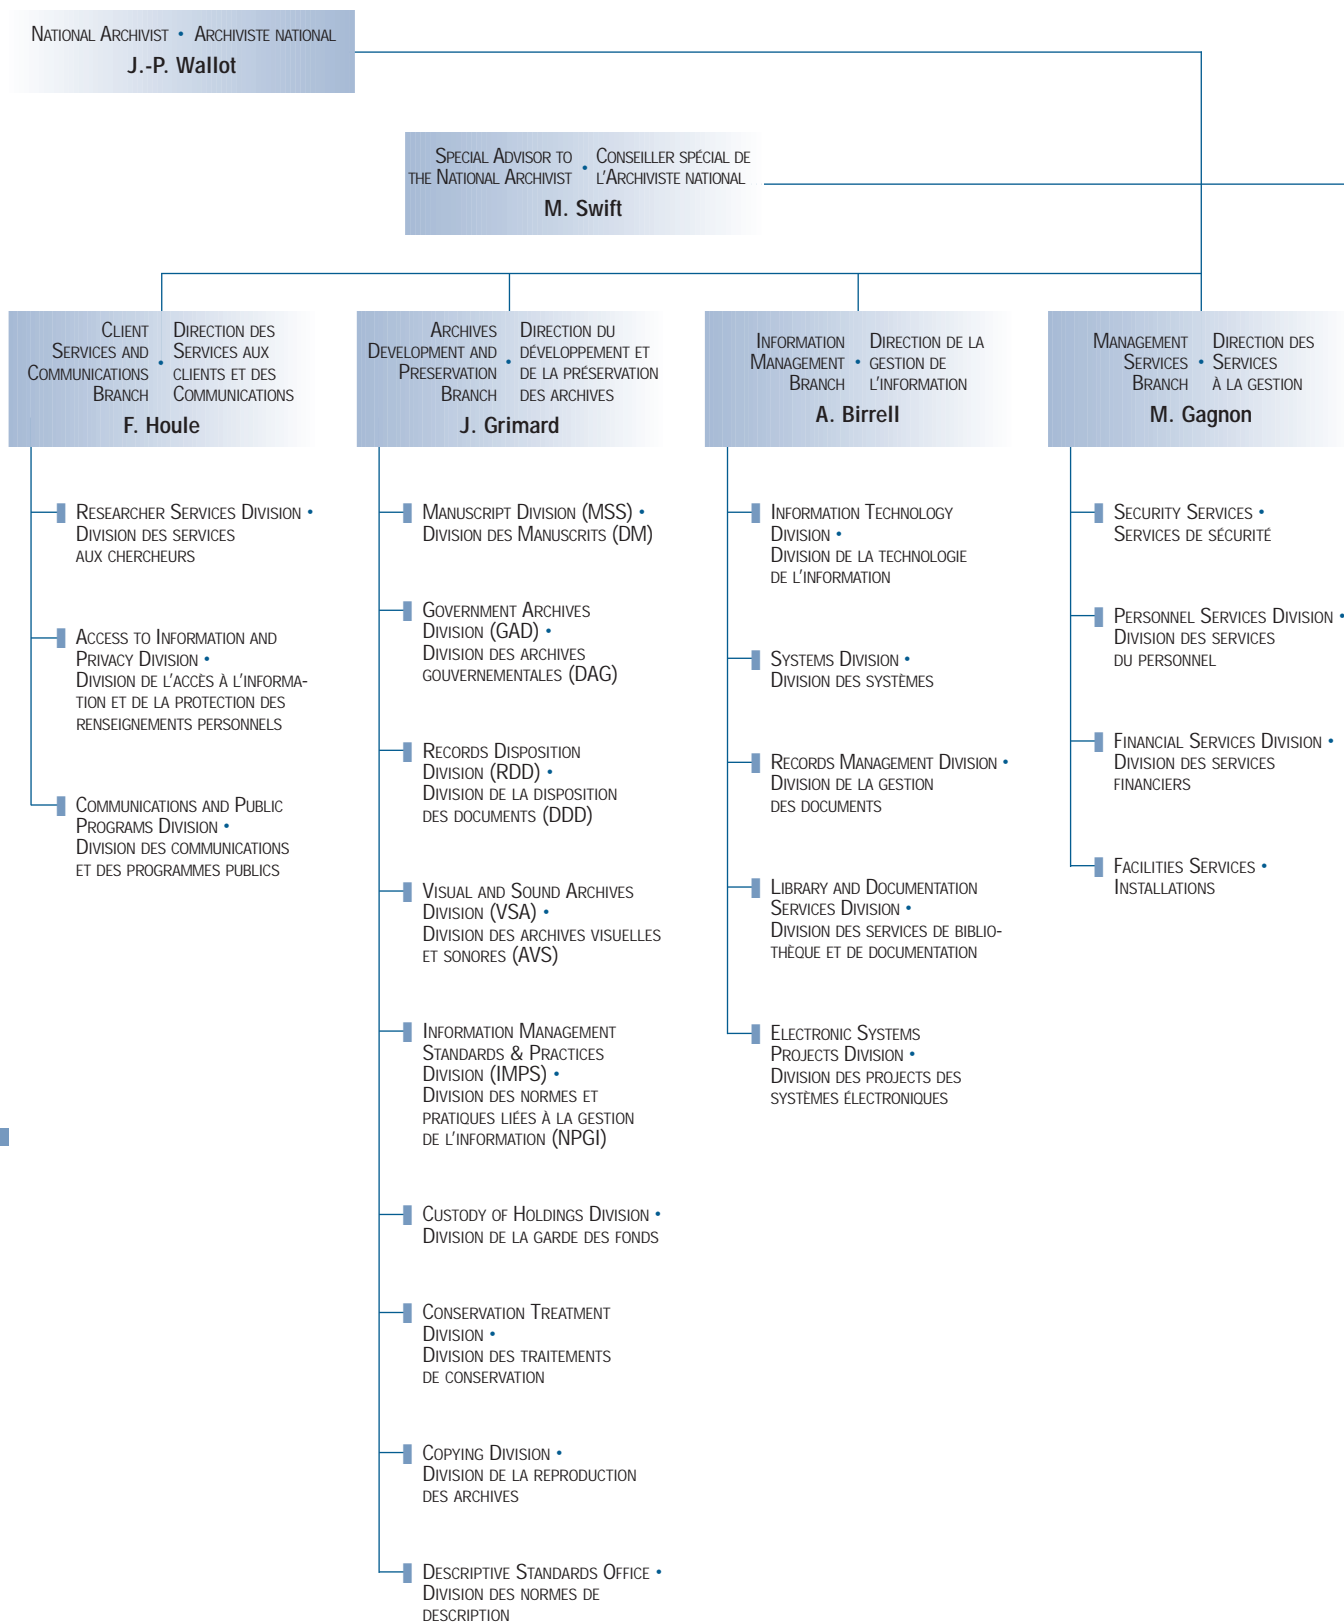 National Archivist • Archiviste national
J.-P. Wallot
Special Advisor to
the National Archivist
•
Conseiller spécial de
l'Archiviste national
M. Swift
Client
Services and
Communications
Branch
•
Direction des
Services aux
clients et des
Communications
F. Houle
Archives
Development and
Preservation
Branch
•
Direction du
développement et
de la préservation
des archives
J. Grimard
Information
Management
Branch
•
Direction de la
gestion de
l'information
A. Birrell
Management
Services
Branch
•
Direction des
Services
à la gestion
M. Gagnon
Researcher Services Division •
Division des services
aux chercheurs
Access to Information and
Privacy Division •
Division de l'accès à l'informa-
tion et de la protection des
renseignements personnels
Communications and Public
Programs Division •
Division des communications
et des programmes publics
Manuscript Division (MSS) •
Division des Manuscrits (DM)
Government Archives
Division (GAD) •
Division des archives
gouvernementales (DAG)
Records Disposition
Division (RDD) •
Division de la disposition
des documents (DDD)
Visual and Sound Archives
Division (VSA) •
Division des archives visuelles
et sonores (AVS)
Information Management
Standards & Practices
Division (IMPS) •
Division des normes et
pratiques liées à la gestion
de l'information (NPGI)
Custody of Holdings Division •
Division de la garde des fonds
Conservation Treatment
Division •
Division des traitements
de conservation
Copying Division •
Division de la reproduction
des archives
Descriptive Standards Office •
Division des normes de
description
Information Technology
Division •
Division de la technologie
de l'information
Systems Division •
Division des systèmes
Records Management Division •
Division de la gestion
des documents
Library and Documentation
Services Division •
Division des services de biblio-
thèque et de documentation
Electronic Systems
Projects Division •
Division des projects des
systèmes électroniques
Security Services •
Services de sécurité
Personnel Services Division •
Division des services
du personnel
Financial Services Division •
Division des services
financiers
Facilities Services •
Installations